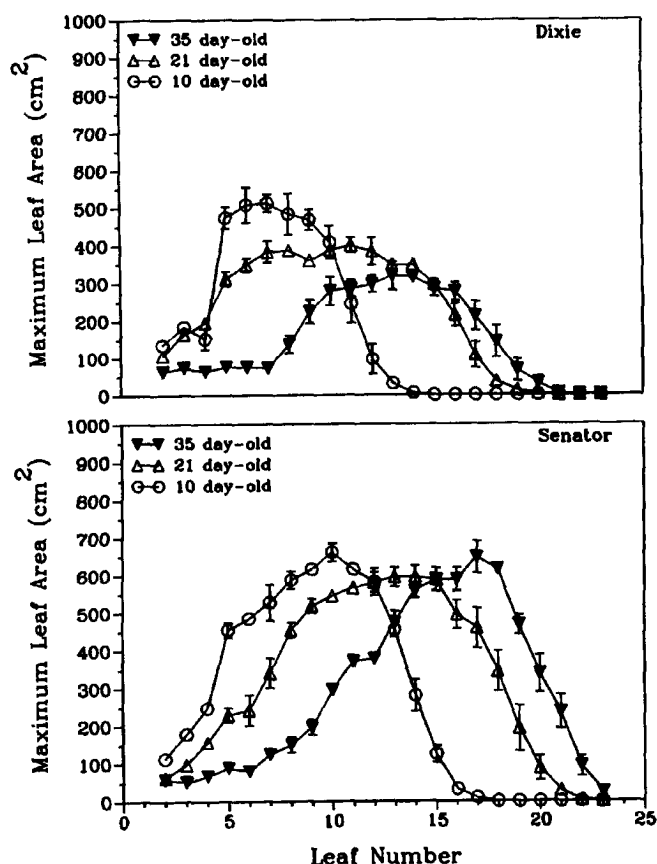 Dixie
35 day-old
21 day-old
10 day-old
Maximum Leaf Area (cm²)
1000
900
800
700
600
500
400
300
200
100
0
Senator
35 day-old
21 day-old
10 day-old
Maximum Leaf Area (cm²)
1000
900
800
700
600
500
400
300
200
100
0
0 5 10 15 20 25
Leaf Number